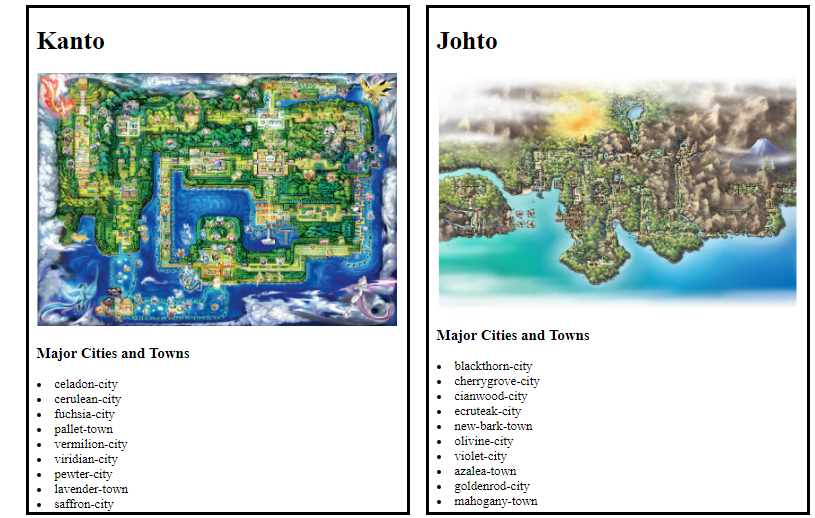 Kanto
Major Cities and Towns
celadon-city
cerulean-city
fuchsia-city
pallet-town
vermilion-city
viridian-city
pewter-city
lavender-town
saffron-city
Johto
Major Cities and Towns
blackthorn-city
cherrygrove-city
cianwood-city
ecruteak-city
new-bark-town
olivine-city
violet-city
azalea-town
goldenrod-city
mahogany-town